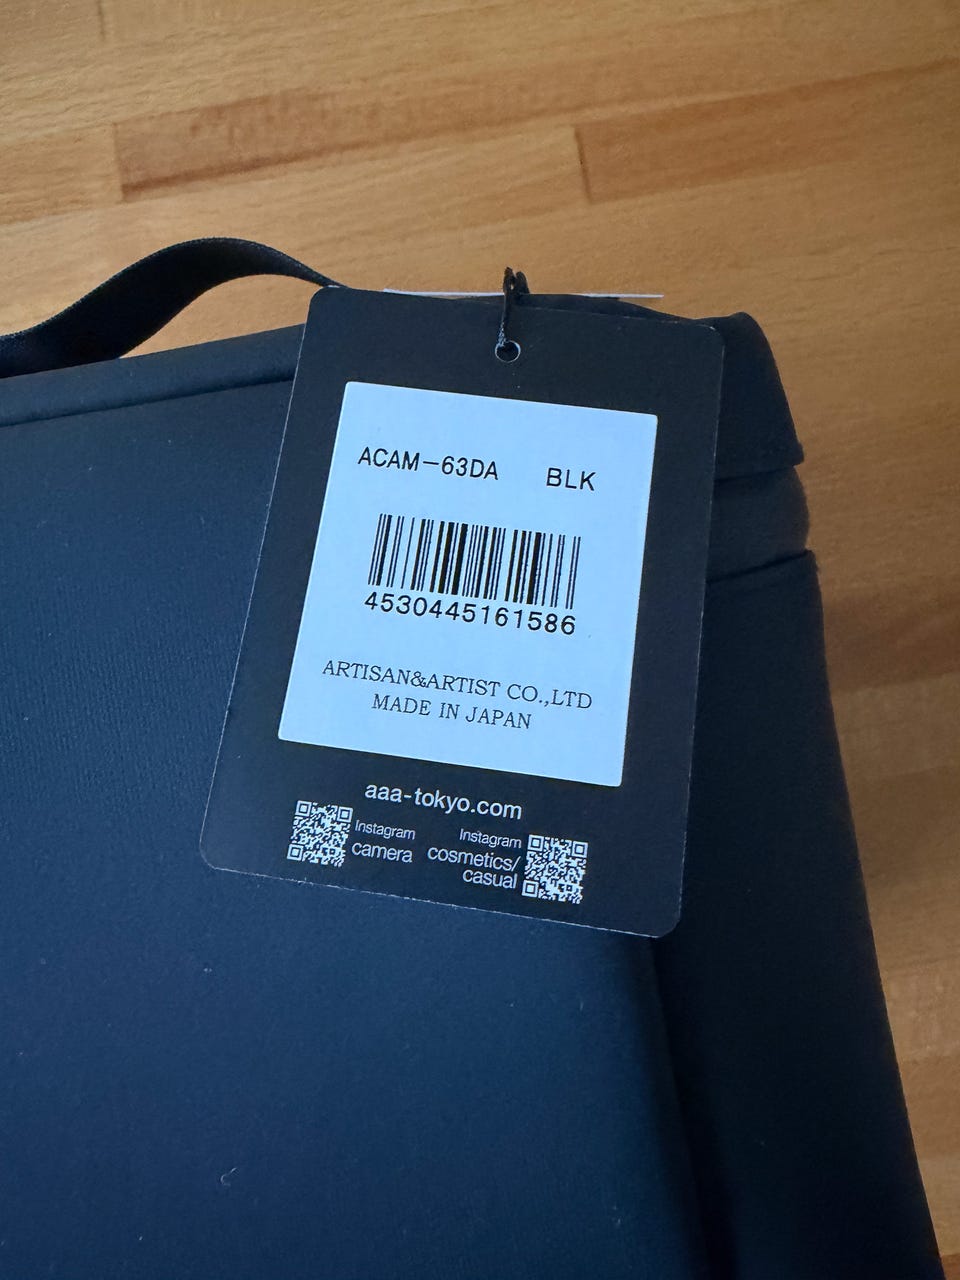 ACAM-63DA BLK
4530445161586
ARTISAN&ARTIST CO.,LTD
MADE IN JAPAN
aaa-tokyo.com
Instagram
camera
Instagram
cosmetics/
casual